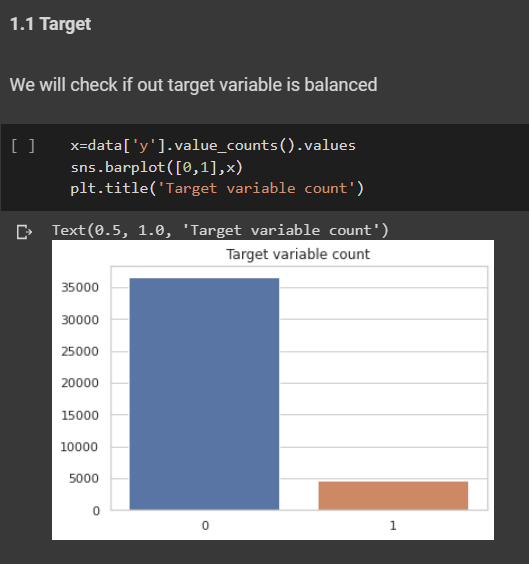 1.1 Target
We will check if out target variable is balanced
[ ] x=data['y'].value_counts().values
sns.barplot([0,1],x)
plt.title('Target variable count')
Text(0.5, 1.0, 'Target variable count')
Target variable count
35000
30000
25000
20000
15000
10000
5000
0
0 1